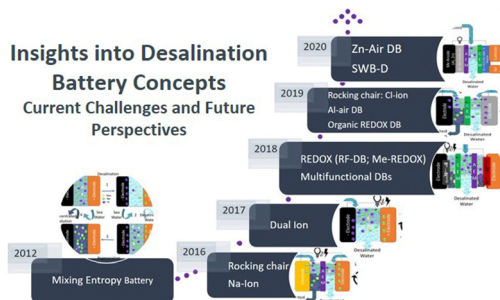 Insights into Desalination
Battery Concepts
Current Challenges and Future
Perspectives
2020
Zn-Air DB
SWB-D
Desalinated
Water
2019
Rocking chair: Cl-ion
Al-air DB
Organic REDOX DB
2018
REDOX (RF-DB; Me-REDOX)
Multifunctional DBs
Desalinated
Water
2017
Dual Ion
Desalinated
Water
2016
Rocking chair
Na-Ion
Desalination
2012
Mixing Entropy Battery